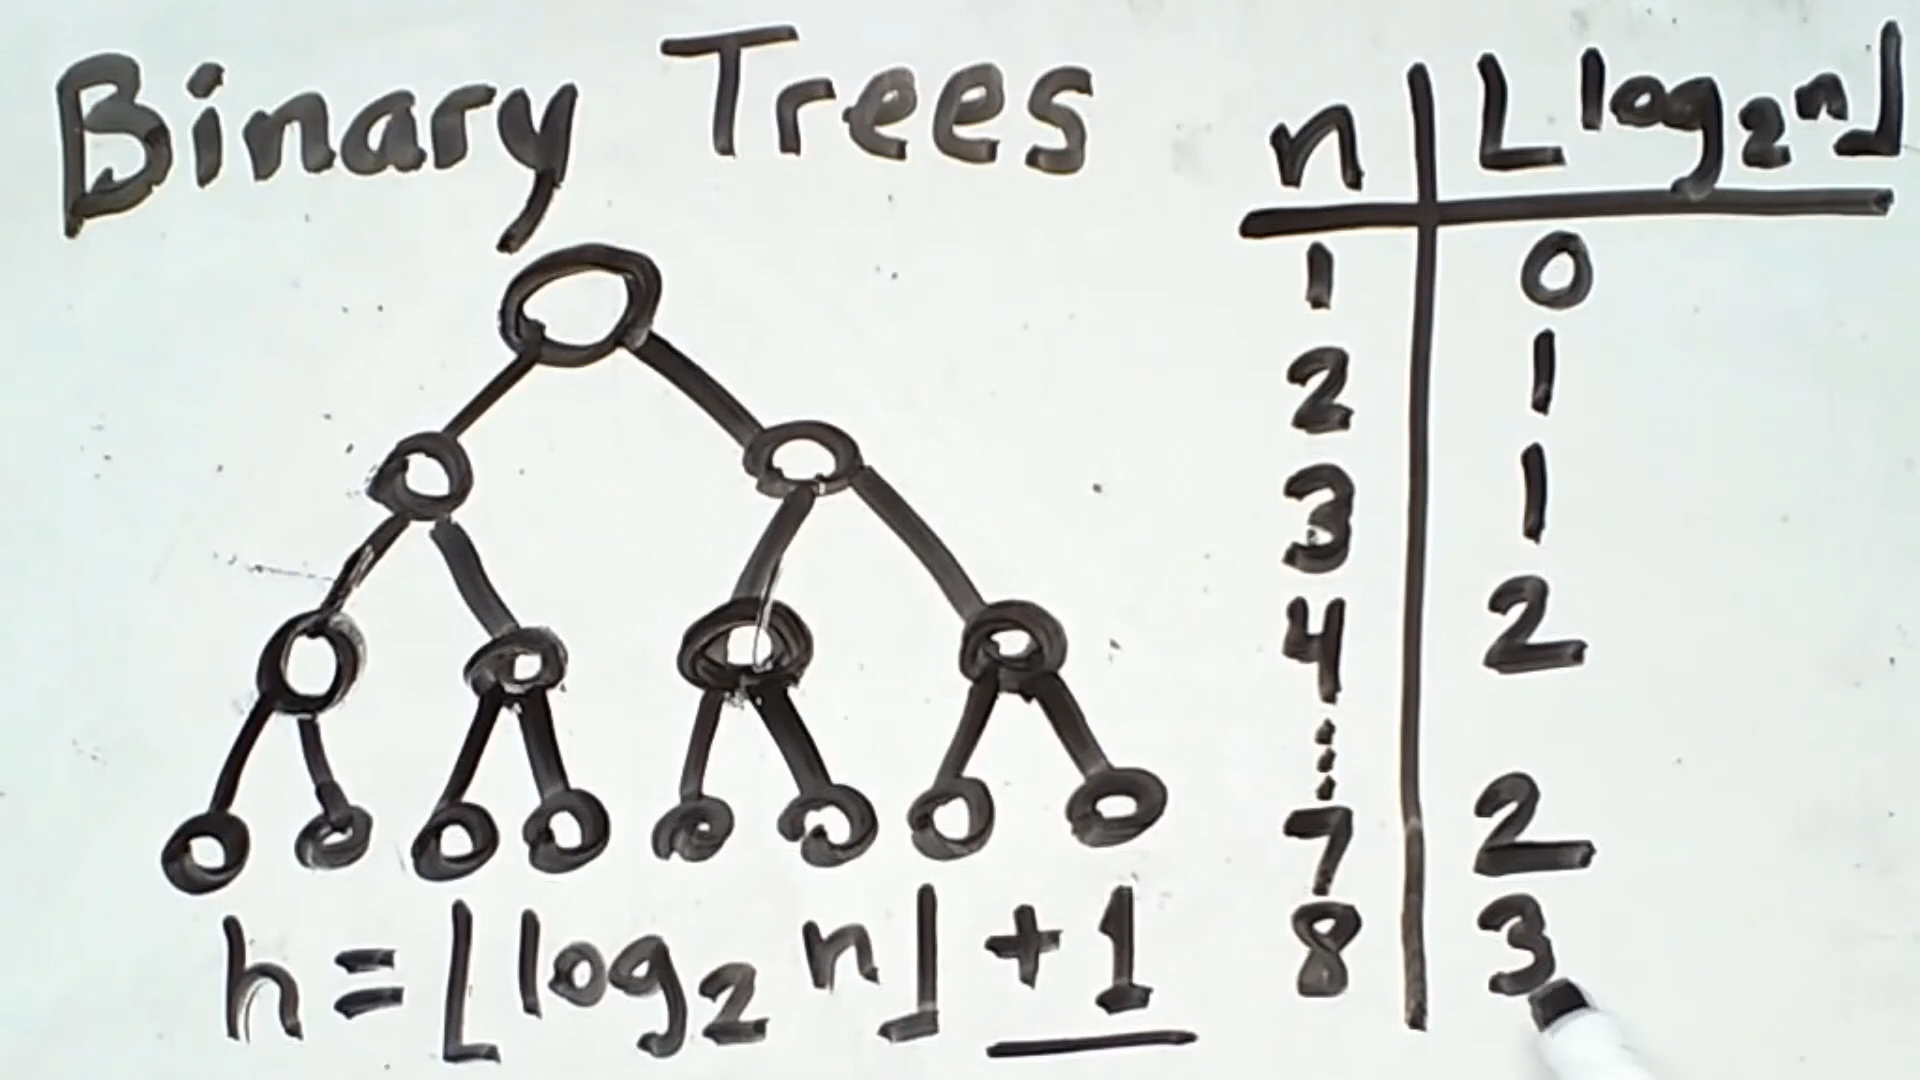 Binary Trees
n ⌊log₂n⌋
1 0
2 1
3 1
4 2
⋮
7 2
8 3
h = ⌊log₂ n⌋ + 1